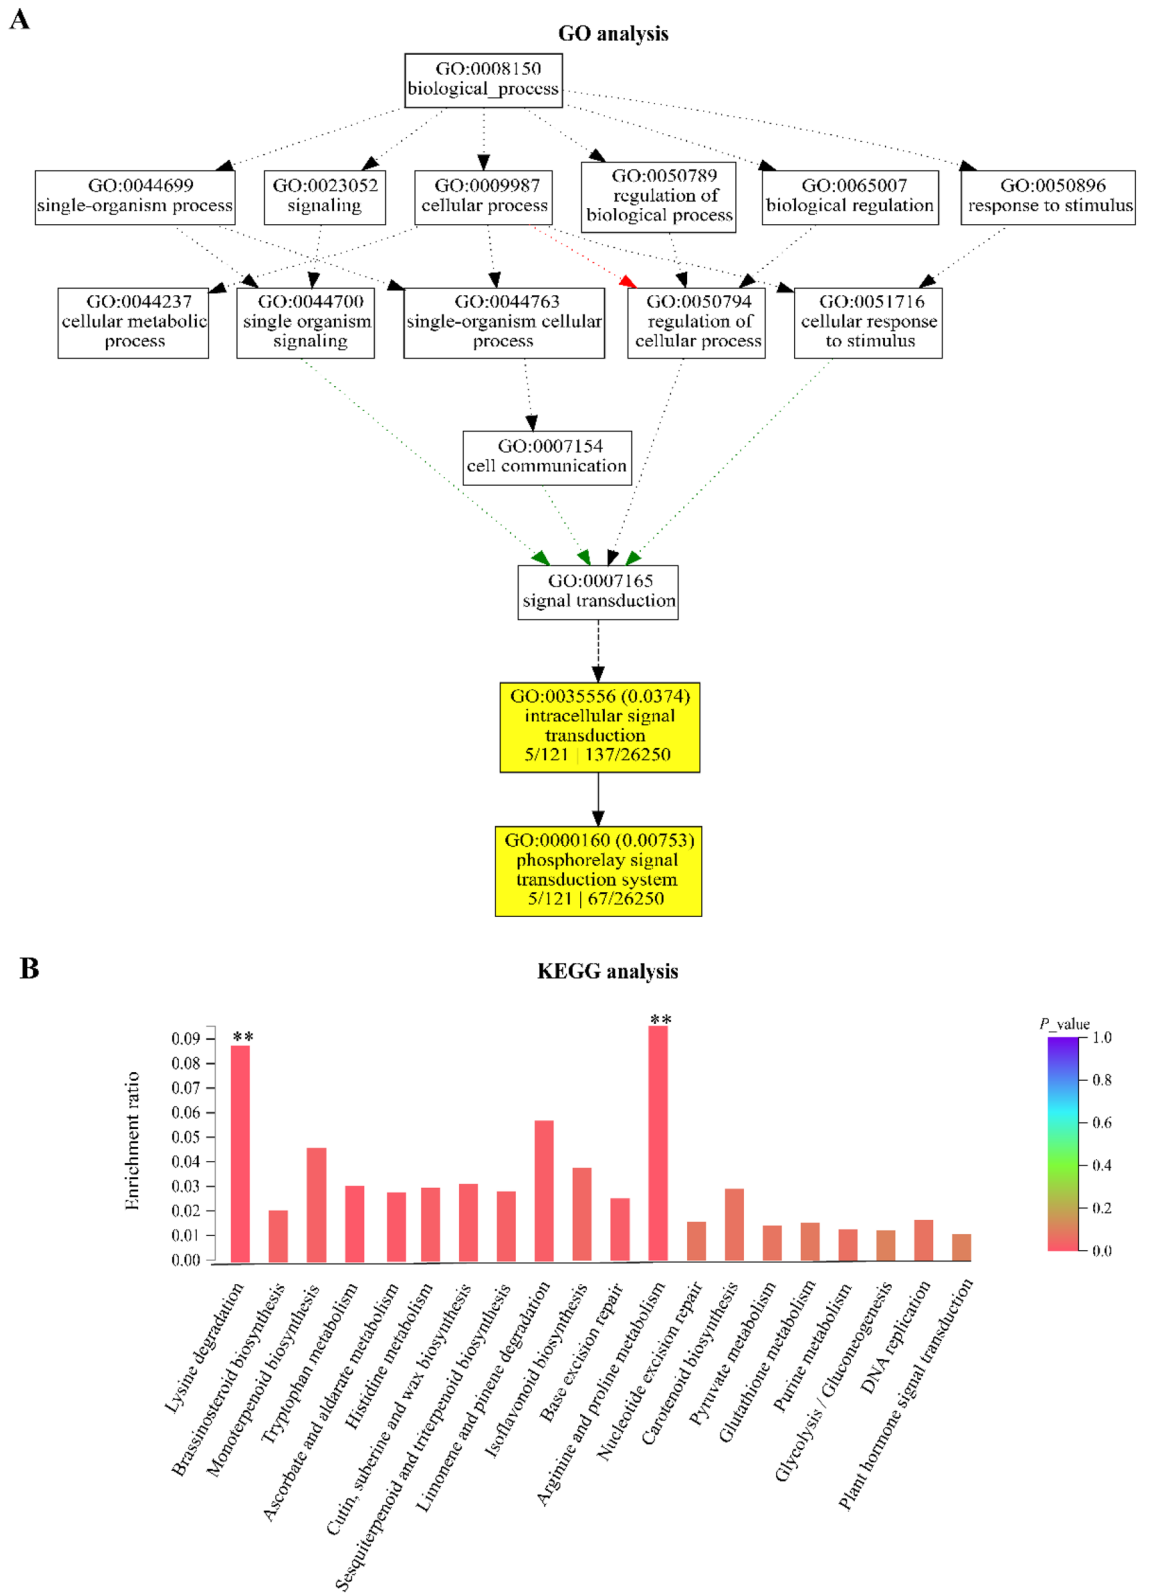 A
GO analysis
GO:0008150
biological_process
GO:0044699
single-organism process
GO:0023052
signaling
GO:0009987
cellular process
GO:0050789
regulation of
biological process
GO:0065007
biological regulation
GO:0050896
response to stimulus
GO:0044237
cellular metabolic
process
GO:0044700
single organism
signaling
GO:0044763
single-organism cellular
process
GO:0050794
regulation of
cellular process
GO:0051716
cellular response
to stimulus
GO:0007154
cell communication
GO:0007165
signal transduction
GO:0035556 (0.0374)
intracellular signal
transduction
5/121 | 137/26250
GO:0000160 (0.00753)
phosphorelay signal
transduction system
5/121 | 67/26250
B
KEGG analysis
Enrichment ratio
0.09
0.08
0.07
0.06
0.05
0.04
0.03
0.02
0.01
0.00
**
**
P_value
1.0
0.8
0.6
0.4
0.2
0.0
Lysine degradation
Brassinosteroid biosynthesis
Monoterpenoid biosynthesis
Tryptophan metabolism
Ascorbate and aldarate metabolism
Histidine metabolism
Cutin, suberine and wax biosynthesis
Sesquiterpenoid and triterpenoid biosynthesis
Limonene and pinene degradation
Isoflavonoid biosynthesis
Base excision repair
Arginine and proline metabolism
Nucleotide excision repair
Carotenoid biosynthesis
Pyruvate metabolism
Glutathione metabolism
Purine metabolism
Glycolysis / Gluconeogenesis
DNA replication
Plant hormone signal transduction